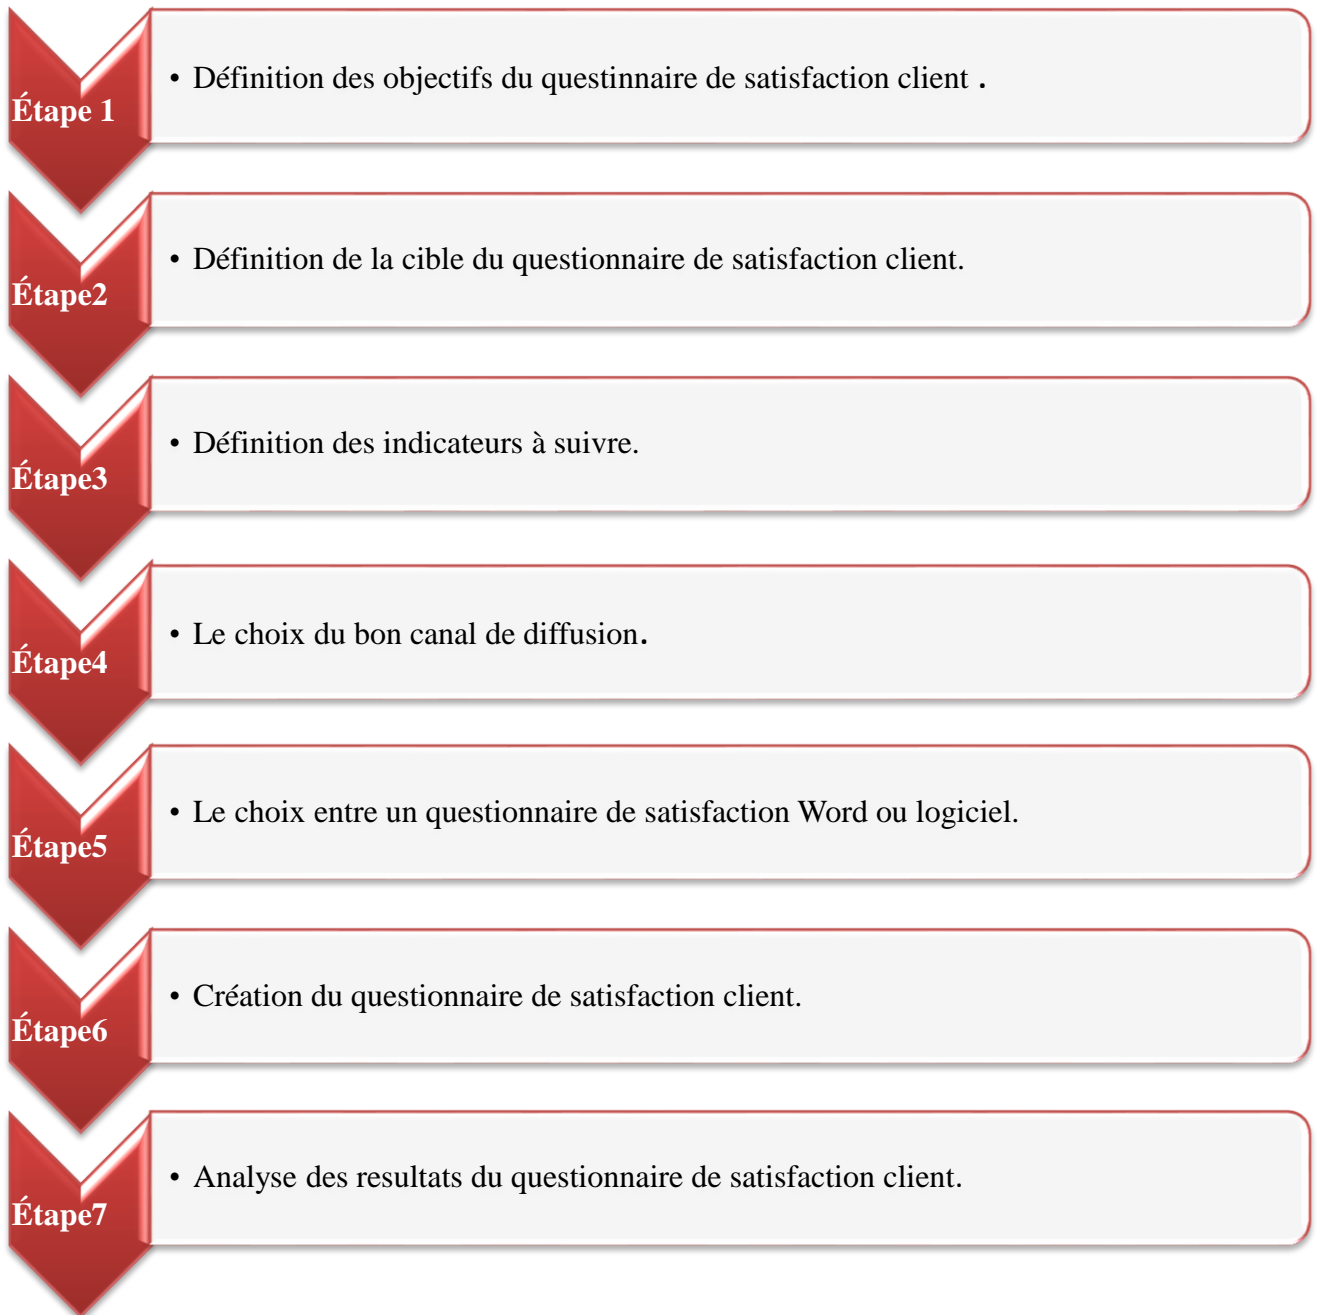 Étape 1
• Définition des objectifs du questinnaire de satisfaction client .
Étape2
• Définition de la cible du questionnaire de satisfaction client.
Étape3
• Définition des indicateurs à suivre.
Étape4
• Le choix du bon canal de diffusion.
Étape5
• Le choix entre un questionnaire de satisfaction Word ou logiciel.
Étape6
• Création du questionnaire de satisfaction client.
Étape7
• Analyse des resultats du questionnaire de satisfaction client.